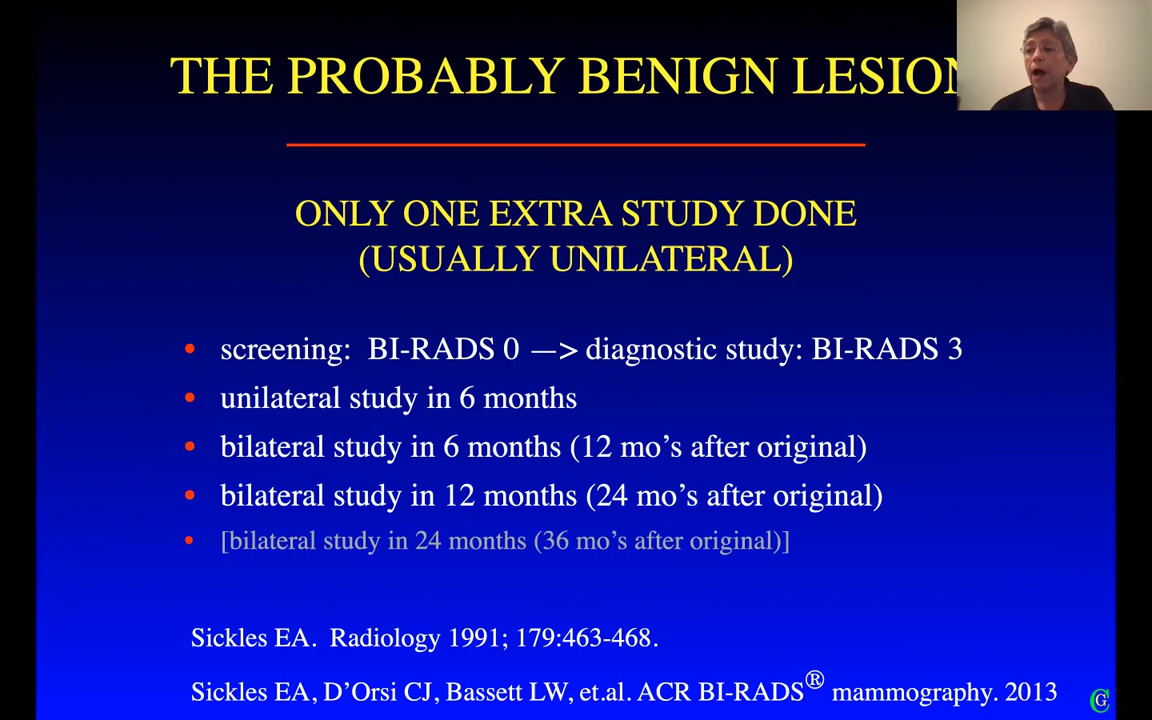 THE PROBABLY BENIGN LESION
ONLY ONE EXTRA STUDY DONE
(USUALLY UNILATERAL)
• screening: BI-RADS 0 —> diagnostic study: BI-RADS 3
• unilateral study in 6 months
• bilateral study in 6 months (12 mo’s after original)
• bilateral study in 12 months (24 mo’s after original)
• [bilateral study in 24 months (36 mo’s after original)]
Sickles EA. Radiology 1991; 179:463-468.
Sickles EA, D’Orsi CJ, Bassett LW, et.al. ACR BI-RADS® mammography. 2013
CG